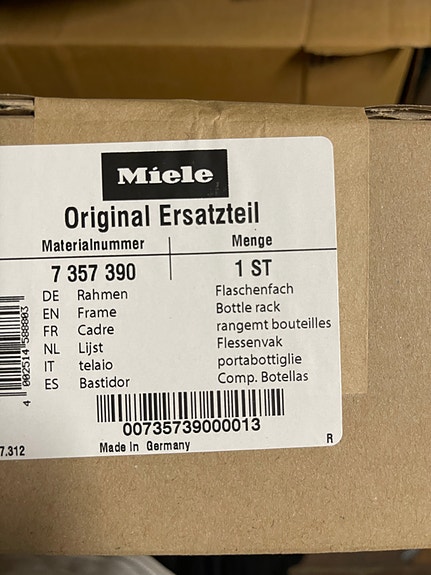 Miele
Original Ersatzteil
Materialnummer Menge
7 357 390 1 ST
DE Rahmen Flaschenfach
EN Frame Bottle rack
FR Cadre rangemt bouteilles
NL Lijst Flessenvak
IT telaio portabottiglie
ES Bastidor Comp. Botellas
00735739000013
7.312 Made in Germany R